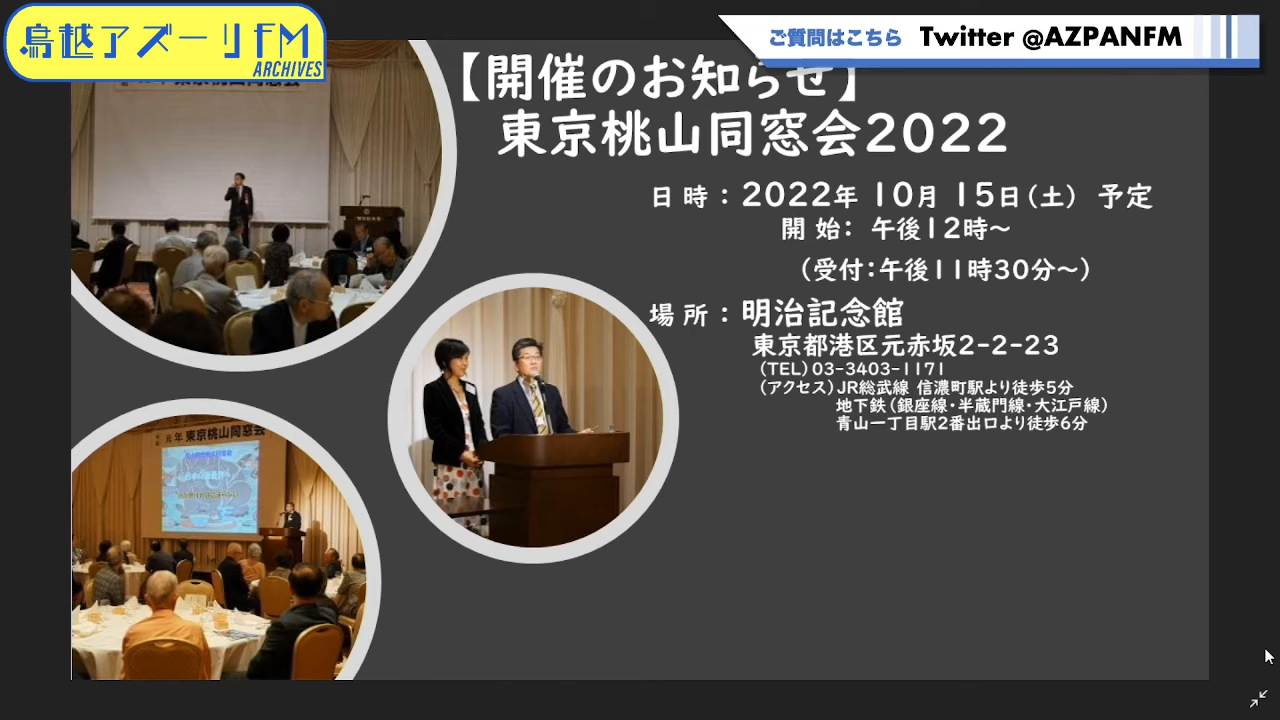 鳥越アズーリFM
ARCHIVES
ご質問はこちら Twitter @AZPANFM
【開催のお知らせ】
東京桃山同窓会2022
日 時 : 2022年 10月 15日(土) 予定
開 始: 午後12時～
(受付:午後11時30分～)
場 所 : 明治記念館
東京都港区元赤坂2-2-23
(TEL)03-3403-1171
(アクセス)JR総武線 信濃町駅より徒歩5分
地下鉄(銀座線・半蔵門線・大江戸線)
青山一丁目駅2番出口より徒歩6分
元年 東京桃山同窓会